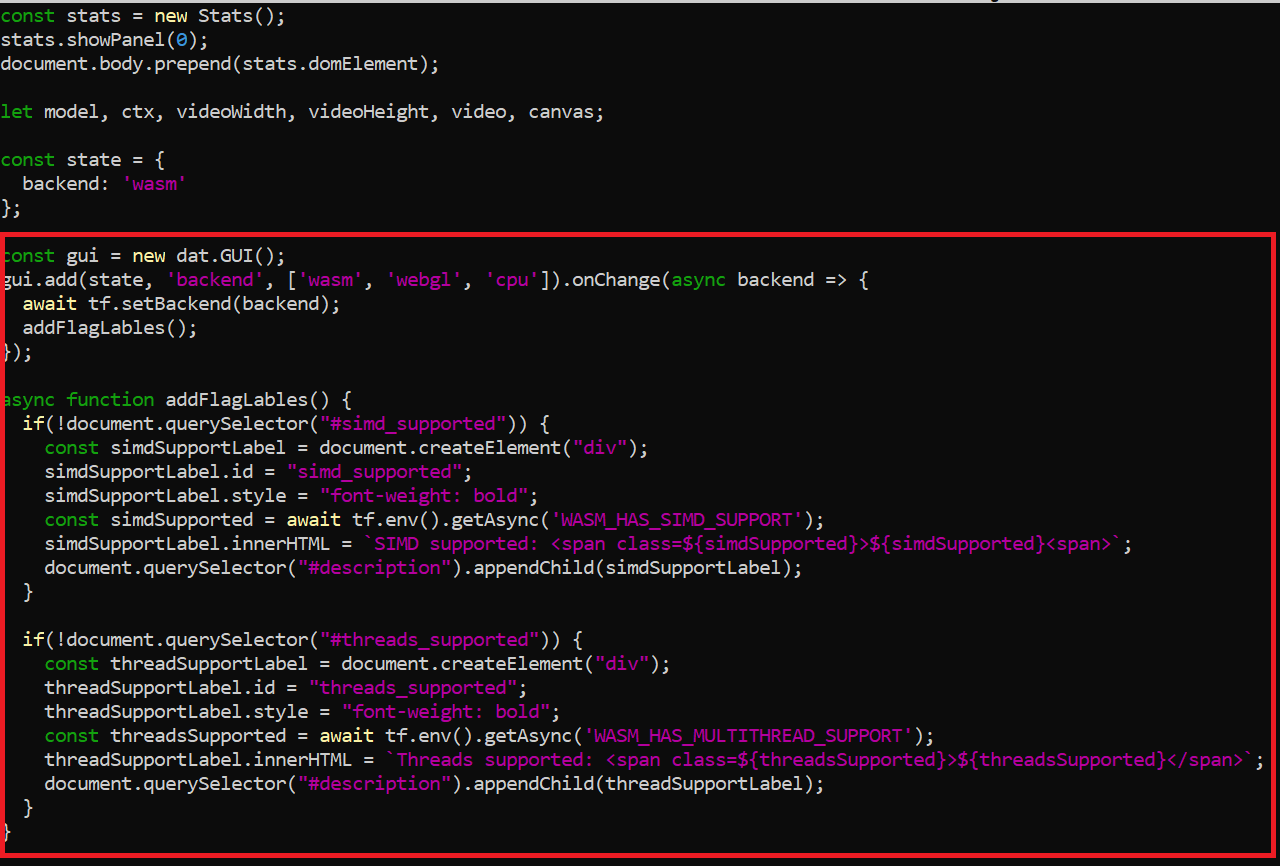 const stats = new Stats();
stats.showPanel(0);
document.body.prepend(stats.domElement);
let model, ctx, videoWidth, videoHeight, video, canvas;
const state = {
  backend: 'wasm'
};
const gui = new dat.GUI();
gui.add(state, 'backend', ['wasm', 'webgl', 'cpu']).onChange(async backend => {
  await tf.setBackend(backend);
  addFlagLables();
});
async function addFlagLables() {
  if(!document.querySelector("#simd_supported")) {
    const simdSupportLabel = document.createElement("div");
    simdSupportLabel.id = "simd_supported";
    simdSupportLabel.style = "font-weight: bold";
    const simdSupported = await tf.env().getAsync('WASM_HAS_SIMD_SUPPORT');
    simdSupportLabel.innerHTML = `SIMD supported: <span class=${simdSupported}>${simdSupported}<span>`;
    document.querySelector("#description").appendChild(simdSupportLabel);
  }
  if(!document.querySelector("#threads_supported")) {
    const threadSupportLabel = document.createElement("div");
    threadSupportLabel.id = "threads_supported";
    threadSupportLabel.style = "font-weight: bold";
    const threadsSupported = await tf.env().getAsync('WASM_HAS_MULTITHREAD_SUPPORT');
    threadSupportLabel.innerHTML = `Threads supported: <span class=${threadsSupported}>${threadsSupported}</span>`;
    document.querySelector("#description").appendChild(threadSupportLabel);
  }
}